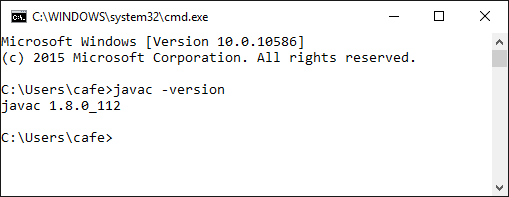 C:\WINDOWS\system32\cmd.exe
Microsoft Windows [Version 10.0.10586]
(c) 2015 Microsoft Corporation. All rights reserved.
C:\Users\cafe>javac -version
javac 1.8.0_112
C:\Users\cafe>